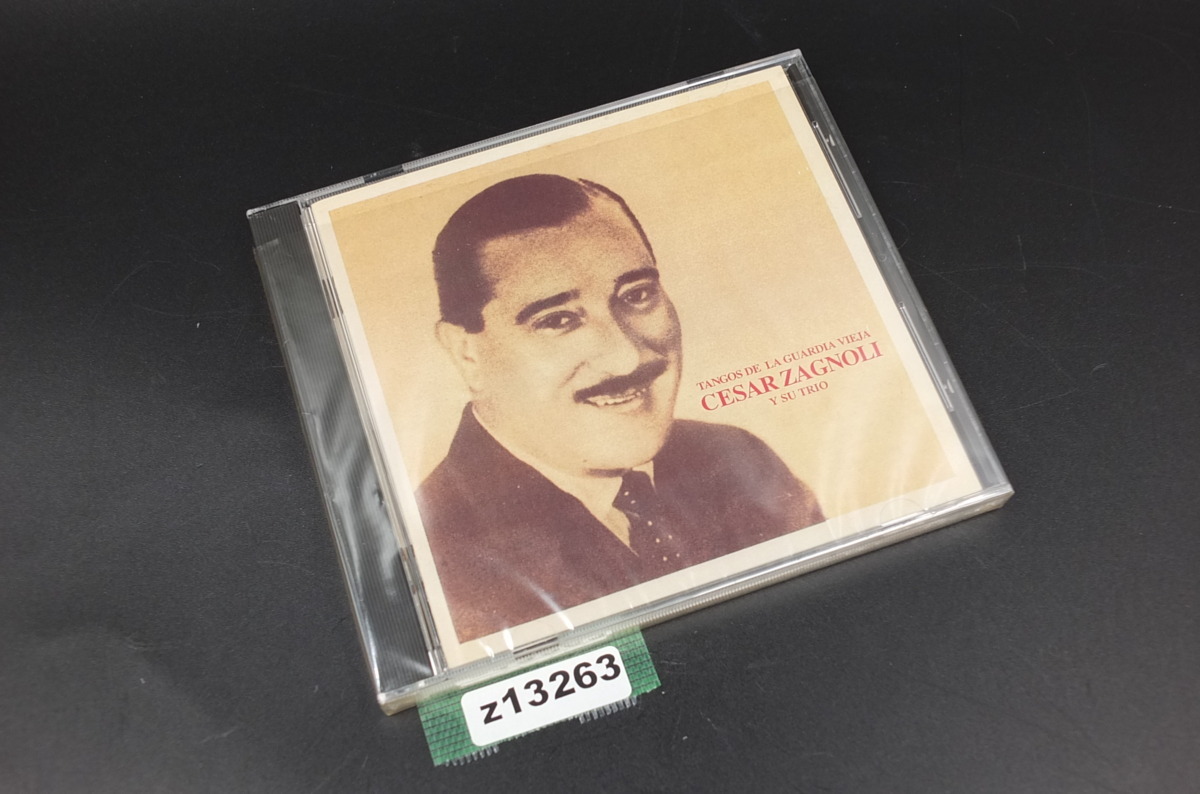 TANGOS DE LA GUARDIA VIEJA
CESAR ZAGNOLI
Y SU TRIO
z13263